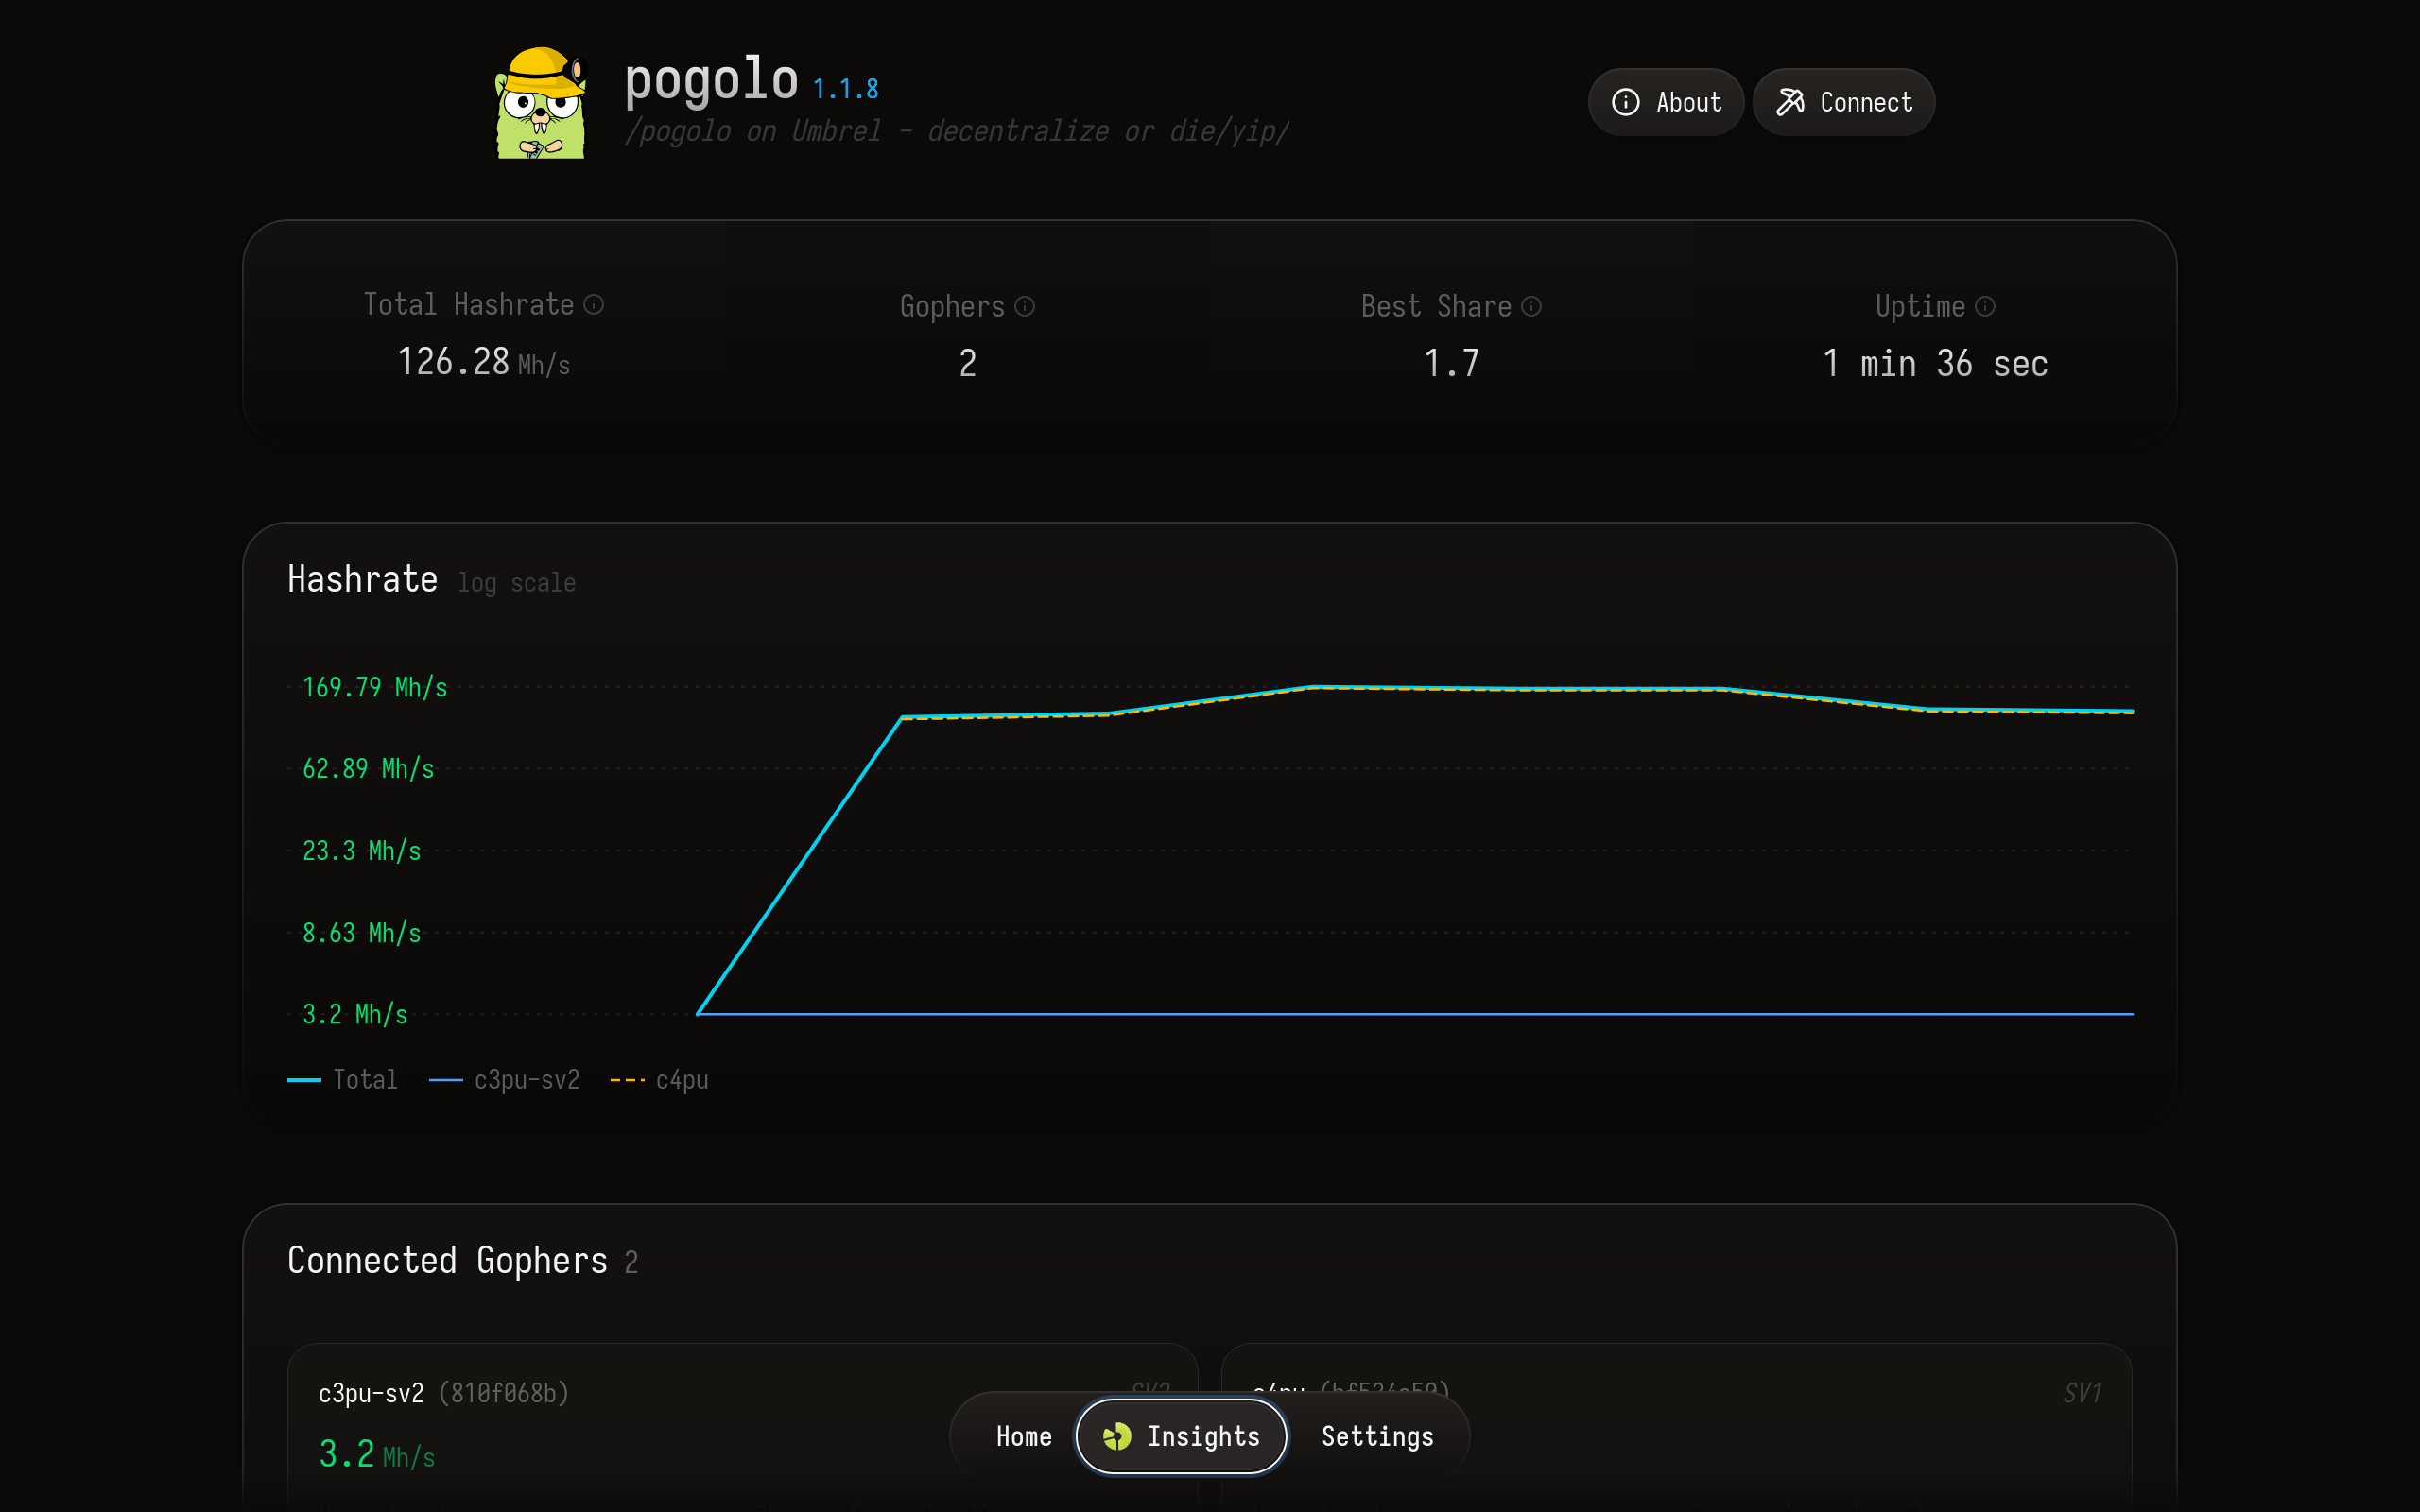 pogolo 1.1.8
/pogolo on Umbrel - decentralize or die/yip/
About
Connect
Total Hashrate
126.28 Mh/s
Gophers
2
Best Share
1.7
Uptime
1 min 36 sec
Hashrate log scale
169.79 Mh/s
62.89 Mh/s
23.3 Mh/s
8.63 Mh/s
3.2 Mh/s
Total c3pu-sv2 c4pu
Connected Gophers 2
c3pu-sv2 (810f068b) SV2
c4pu SV1
3.2 Mh/s
Home Insights Settings